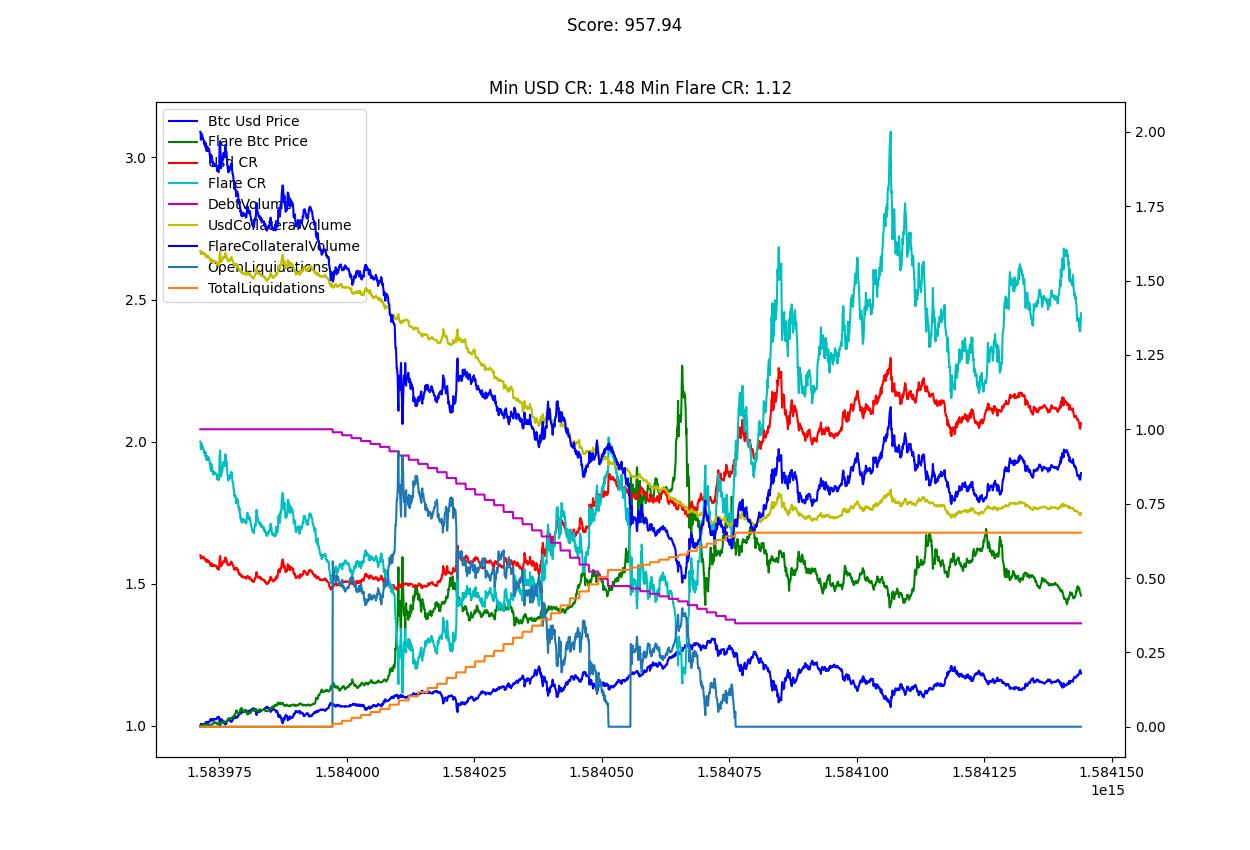 Score: 957.94
Min USD CR: 1.48 Min Flare CR: 1.12
Btc Usd Price
Flare Btc Price
Usd CR
Flare CR
DebtVolume
UsdCollateralVolume
FlareCollateralVolume
OpenLiquidations
TotalLiquidations
3.0
2.5
2.0
1.5
1.0
2.00
1.75
1.50
1.25
1.00
0.75
0.50
0.25
0.00
1.583975 1.584000 1.584025 1.584050 1.584075 1.584100 1.584125 1.584150
1e15